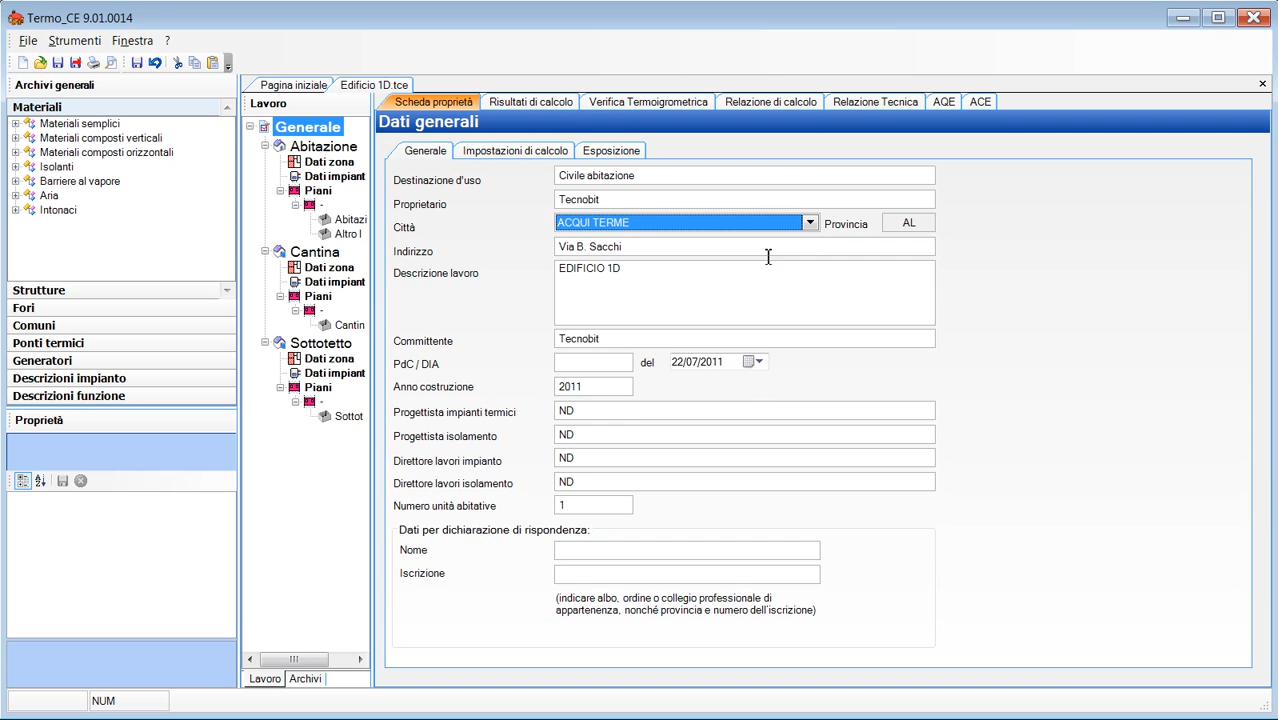 Termo_CE 9.01.0014
File Strumenti Finestra ?
Archivi generali
Materiali
Materiali semplici
Materiali composti verticali
Materiali composti orizzontali
Isolanti
Barriere al vapore
Aria
Intonaci
Strutture
Fori
Comuni
Ponti termici
Generatori
Descrizioni impianto
Descrizioni funzione
Proprietà
NUM
Pagina iniziale Edificio 1D.tce
Lavoro
Generale
Abitazione
Dati zona
Dati impiant
Piani
-
Abitazi
Altro l
Cantina
Dati zona
Dati impiant
Piani
-
Cantin
Sottotetto
Dati zona
Dati impiant
Piani
-
Sottot
Lavoro Archivi
Scheda proprietà Risultati di calcolo Verifica Termoigrometrica Relazione di calcolo Relazione Tecnica AQE ACE
Dati generali
Generale Impostazioni di calcolo Esposizione
Destinazione d'uso Civile abitazione
Proprietario Tecnobit
Città ACQUI TERME Provincia AL
Indirizzo Via B. Sacchi
Descrizione lavoro EDIFICIO 1D
Committente Tecnobit
PdC / DIA del 22/07/2011
Anno costruzione 2011
Progettista impianti termici ND
Progettista isolamento ND
Direttore lavori impianto ND
Direttore lavori isolamento ND
Numero unità abitative 1
Dati per dichiarazione di rispondenza:
Nome
Iscrizione
(indicare albo, ordine o collegio professionale di
appartenenza, nonché provincia e numero dell'iscrizione)